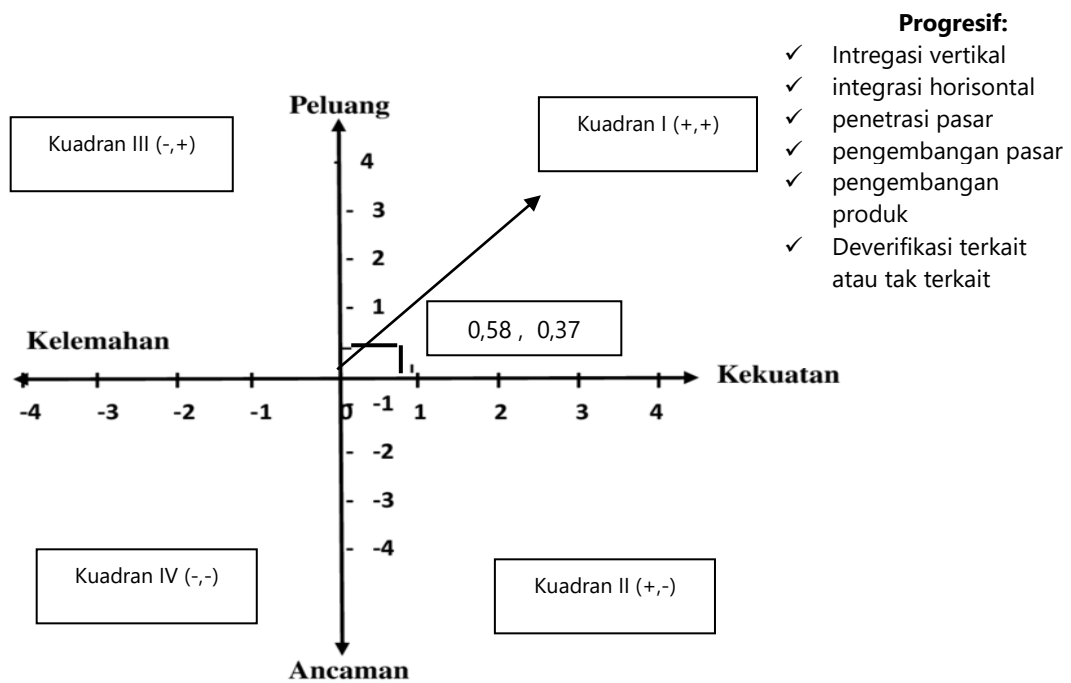 Progresif:
✓ Intregasi vertikal
✓ integrasi horisontal
✓ penetrasi pasar
✓ pengembangan pasar
✓ pengembangan
produk
✓ Deverifikasi terkait
atau tak terkait
Peluang
Kuadran III (-,+)
Kuadran I (+,+)
4
3
2
1
0,58 , 0,37
Kelemahan
Kekuatan
-4 -3 -2 -1 0 1 2 3 4
-1
-2
-3
-4
Kuadran IV (-,-)
Kuadran II (+,-)
Ancaman